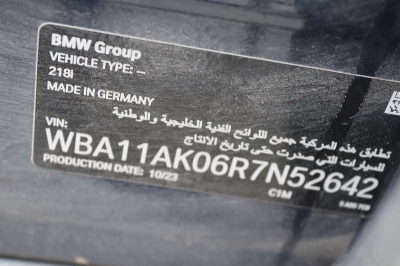 BMW Group
VEHICLE TYPE: --
218i
MADE IN GERMANY
تطابق هذه المركبة جميع اللوائح الفنية الخليجية والوطنية
للسيارات التي صدرت حتى تاريخ الانتاج
VIN:
WBA11AK06R7N52642
PRODUCTION DATE: 10/23
C1M